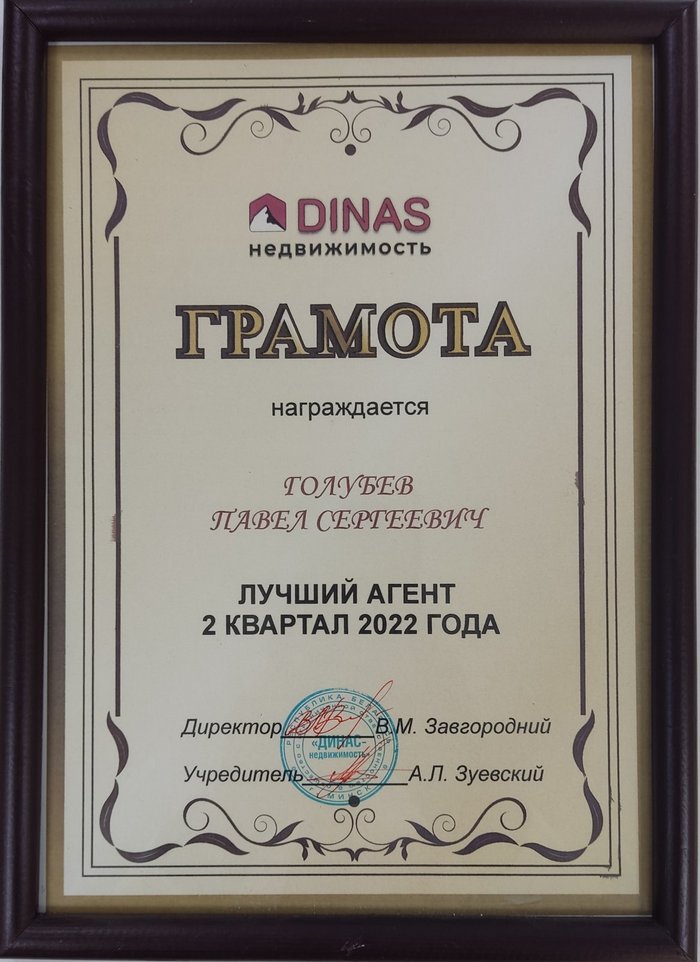 DINAS
недвижимость
ГРАМОТА
награждается
ГОЛУБЕВ
ПАВЕЛ СЕРГЕЕВИЧ
ЛУЧШИЙ АГЕНТ
2 КВАРТАЛ 2022 ГОДА
Директор В.М. Завгородний
«ДИНАС-
недвижимость»
Учредитель А.Л. Зуевский